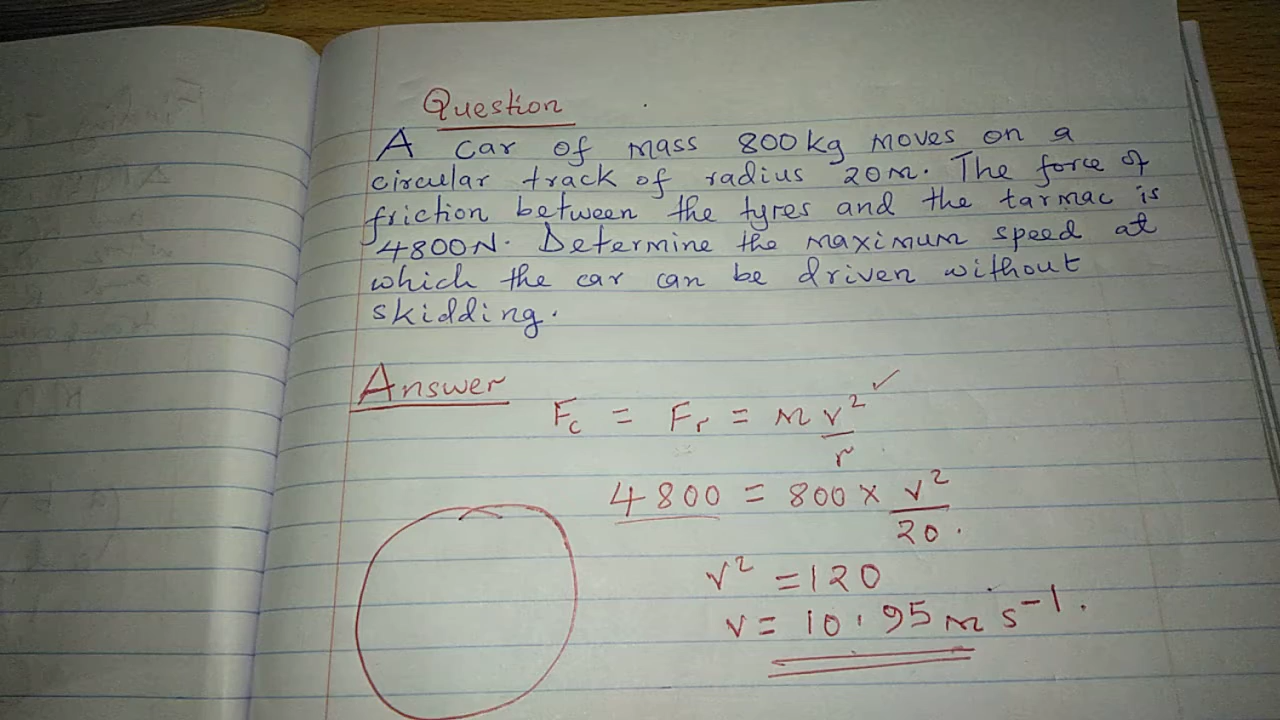 Question
A car of mass 800kg moves on a
circular track of radius 20m. The force of
friction between the tyres and the tarmac is
4800N. Determine the maximum speed at
which the car can be driven without
skidding.
Answer
Fc = Fr = m v²/r ✓
4800 = 800 × v²/20.
v² = 120
v = 10.95 m s⁻¹.